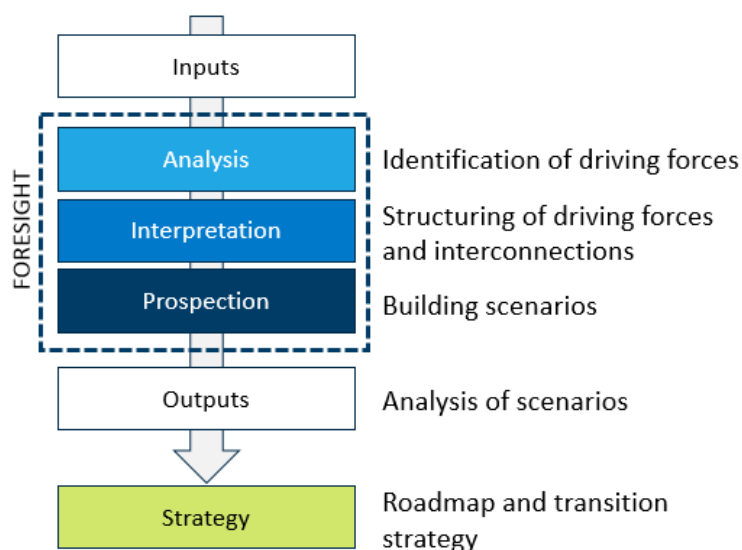 Inputs
FORESIGHT
Analysis
Identification of driving forces
Interpretation
Structuring of driving forces
and interconnections
Prospection
Building scenarios
Outputs
Analysis of scenarios
Strategy
Roadmap and transition
strategy